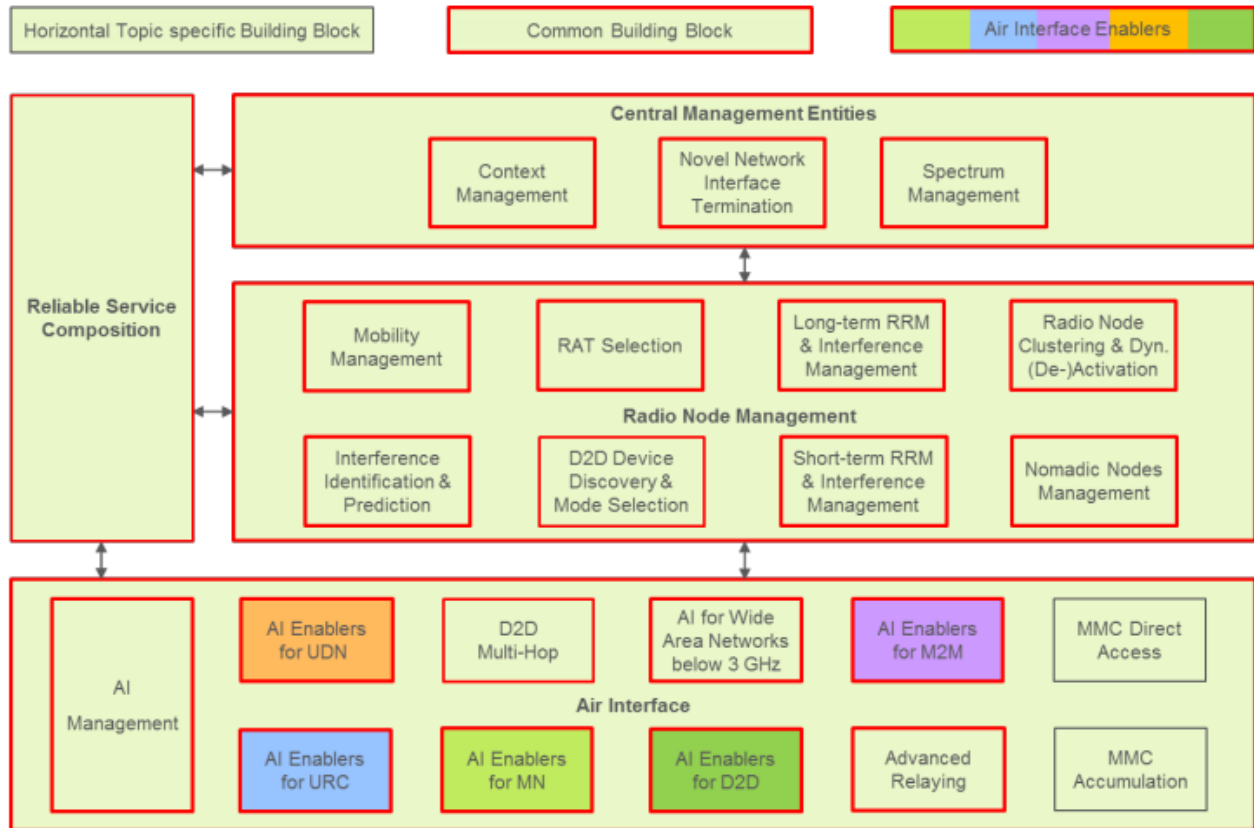 Horizontal Topic specific Building Block
Common Building Block
Air Interface Enablers
Central Management Entities
Context
Management
Novel Network
Interface
Termination
Spectrum
Management
Reliable Service
Composition
Mobility
Management
RAT Selection
Long-term RRM
& Interference
Management
Radio Node
Clustering & Dyn.
(De-)Activation
Radio Node Management
Interference
Identification &
Prediction
D2D Device
Discovery &
Mode Selection
Short-term RRM
& Interference
Management
Nomadic Nodes
Management
AI
Management
AI Enablers
for UDN
D2D
Multi-Hop
AI for Wide
Area Networks
below 3 GHz
AI Enablers
for M2M
MMC Direct
Access
Air Interface
AI Enablers
for URC
AI Enablers
for MN
AI Enablers
for D2D
Advanced
Relaying
MMC
Accumulation